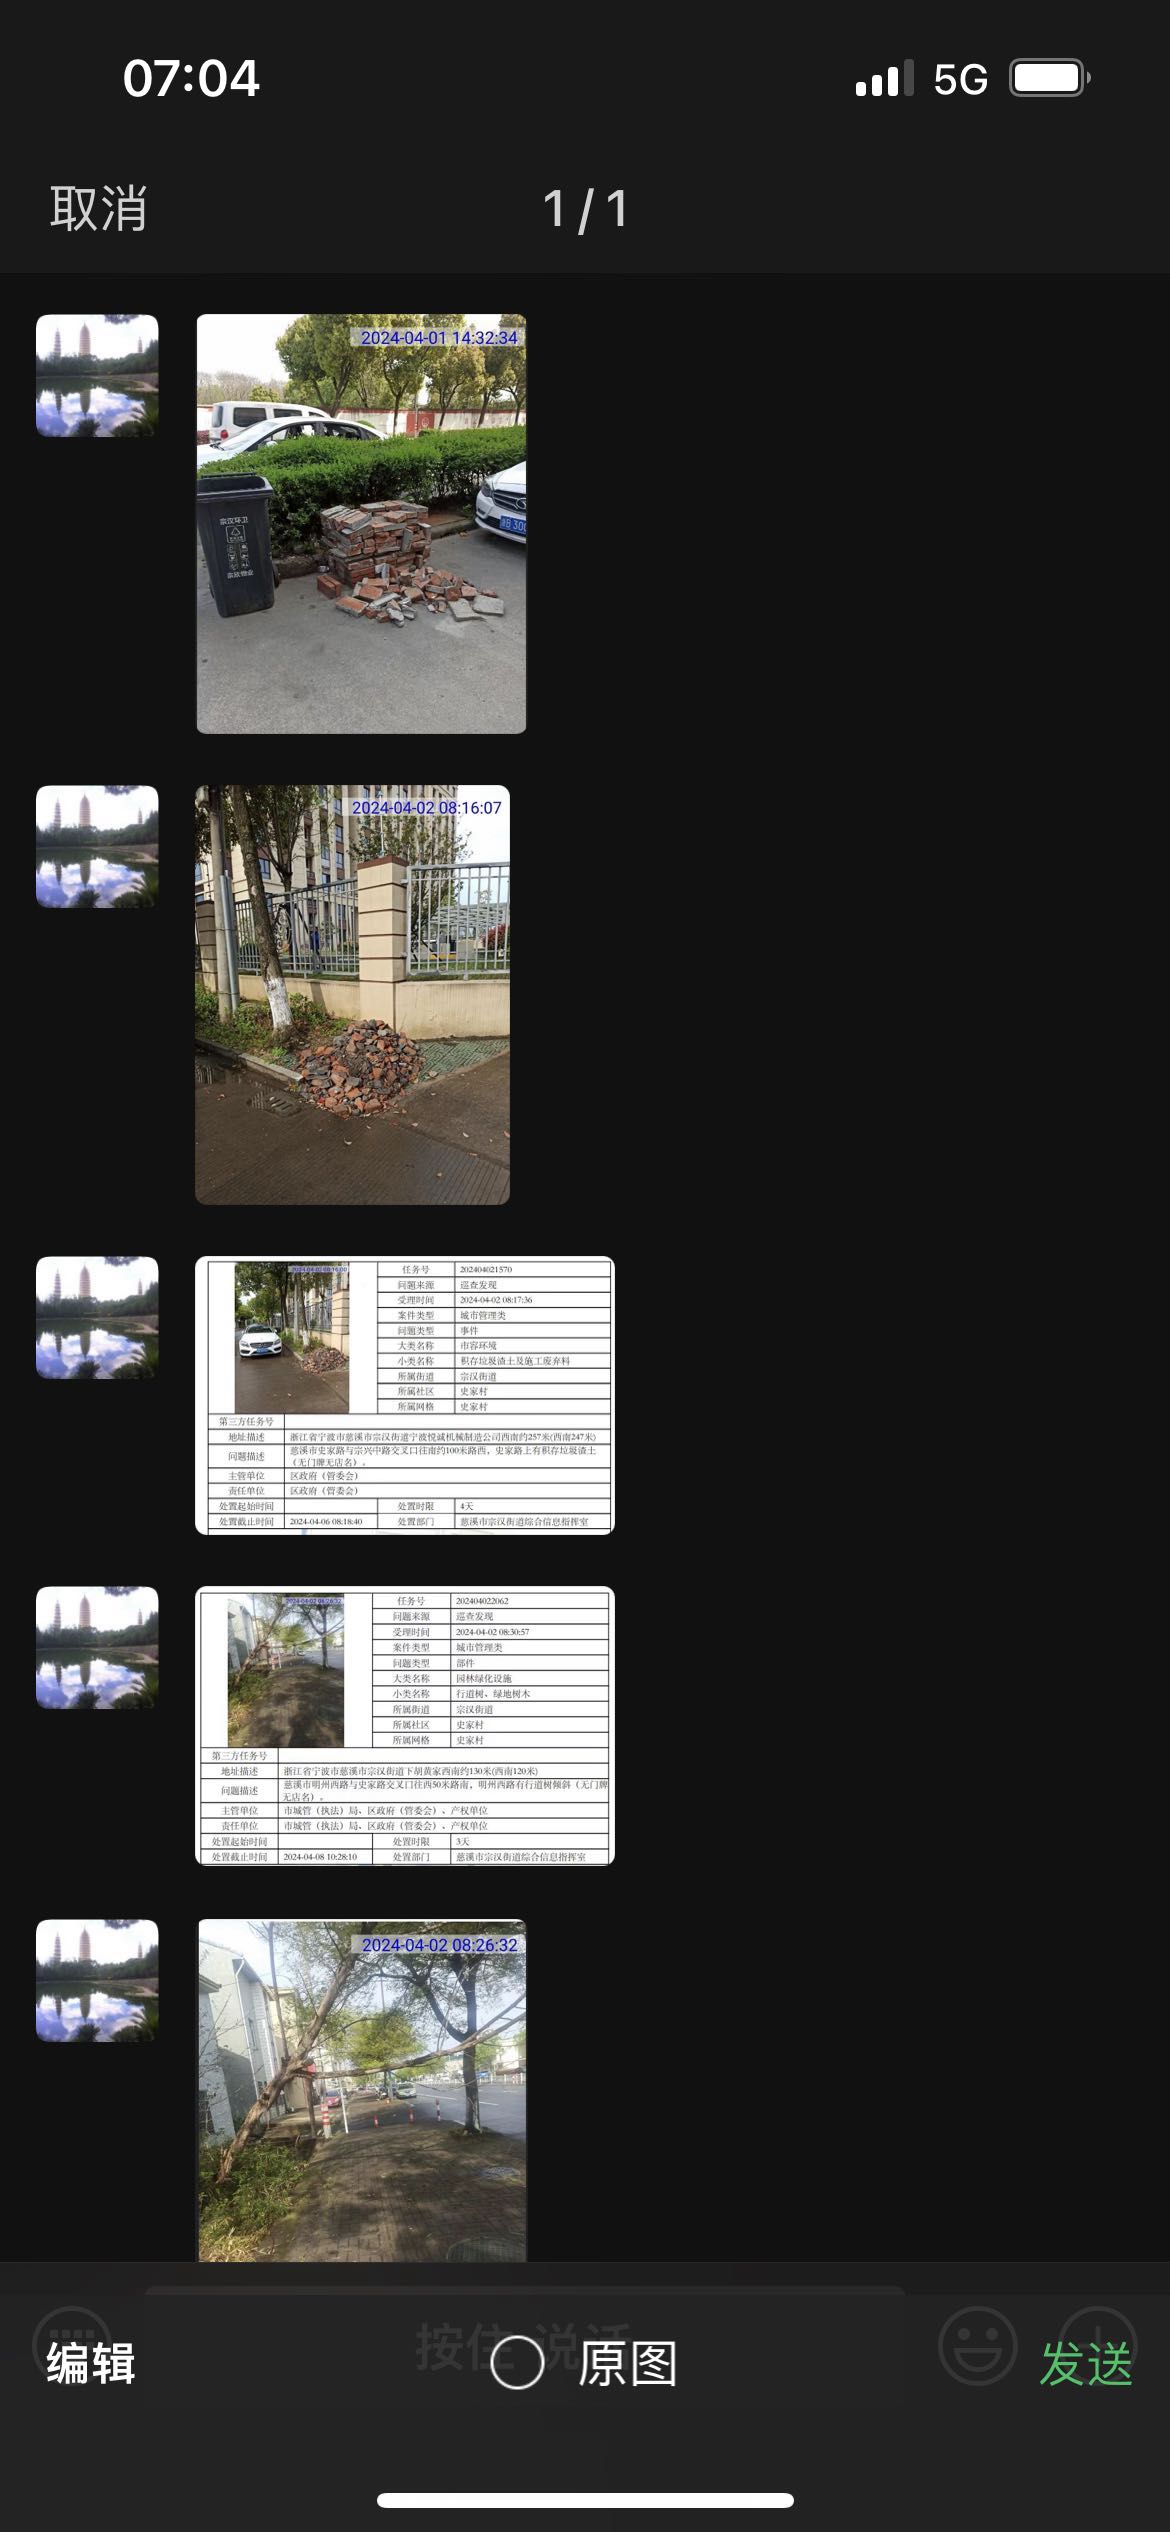 07:04
5G
取消
1/1
2024-04-01 14:32:34
宗汉环卫
宗欣物业
2024-04-02 08:16:07
任务号 202404021570
问题来源 巡查发现
受理时间 2024-04-02 08:17:36
案件类型 城市管理类
问题类型 事件
大类名称 市容环境
小类名称 积存垃圾渣土及施工废弃料
所属街道 宗汉街道
所属社区 史家村
所属网格 史家村
第三方任务号
地址描述 浙江省宁波市慈溪市宗汉街道宁波悦诚机械制造公司西南约257米(西南247米)
问题描述 慈溪市史家路与宗兴中路交叉口往南约100米路西，史家路上有积存垃圾渣土
（无门牌无店名）。
主管单位 区政府（管委会）
责任单位 区政府（管委会）
处置起始时间 处置时限 4天
处置截止时间 2024-04-06 08:18:40 处置部门 慈溪市宗汉街道综合信息指挥室
2024-04-02 08:26:32
任务号 202404022062
问题来源 巡查发现
受理时间 2024-04-02 08:30:57
案件类型 城市管理类
问题类型 部件
大类名称 园林绿化设施
小类名称 行道树、绿地树木
所属街道 宗汉街道
所属社区 史家村
所属网格 史家村
第三方任务号
地址描述 浙江省宁波市慈溪市宗汉街道下胡黄家西南约130米(西南120米)
问题描述 慈溪市明州西路与史家路交叉口往西50米路南，明州西路有行道树倾斜（无门牌
无店名）。
主管单位 市城管（执法）局、区政府（管委会）、产权单位
责任单位 市城管（执法）局、区政府（管委会）、产权单位
处置起始时间 处置时限 3天
处置截止时间 2024-04-08 10:28:10 处置部门 慈溪市宗汉街道综合信息指挥室
2024-04-02 08:26:32
按住 说话
编辑
原图
发送